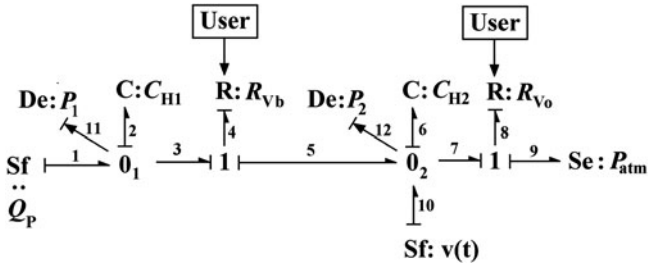 User User
De: P1 C: CH1 R: RVb De: P2 C: CH2 R: RVo
11 2 4 12 6 8
Sf 1 01 3 1 5 02 7 1 9 Se: Patm
..
QP
10
Sf: v(t)